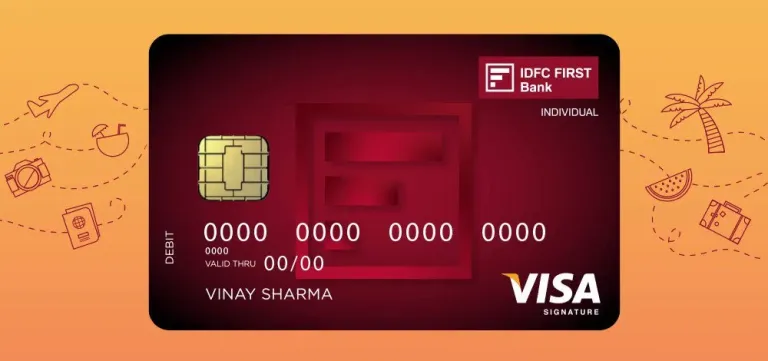 IDFC FIRST
Bank
INDIVIDUAL
DEBIT
0000 0000 0000 0000
0000
VALID THRU 00/00
VINAY SHARMA
VISA
SIGNATURE